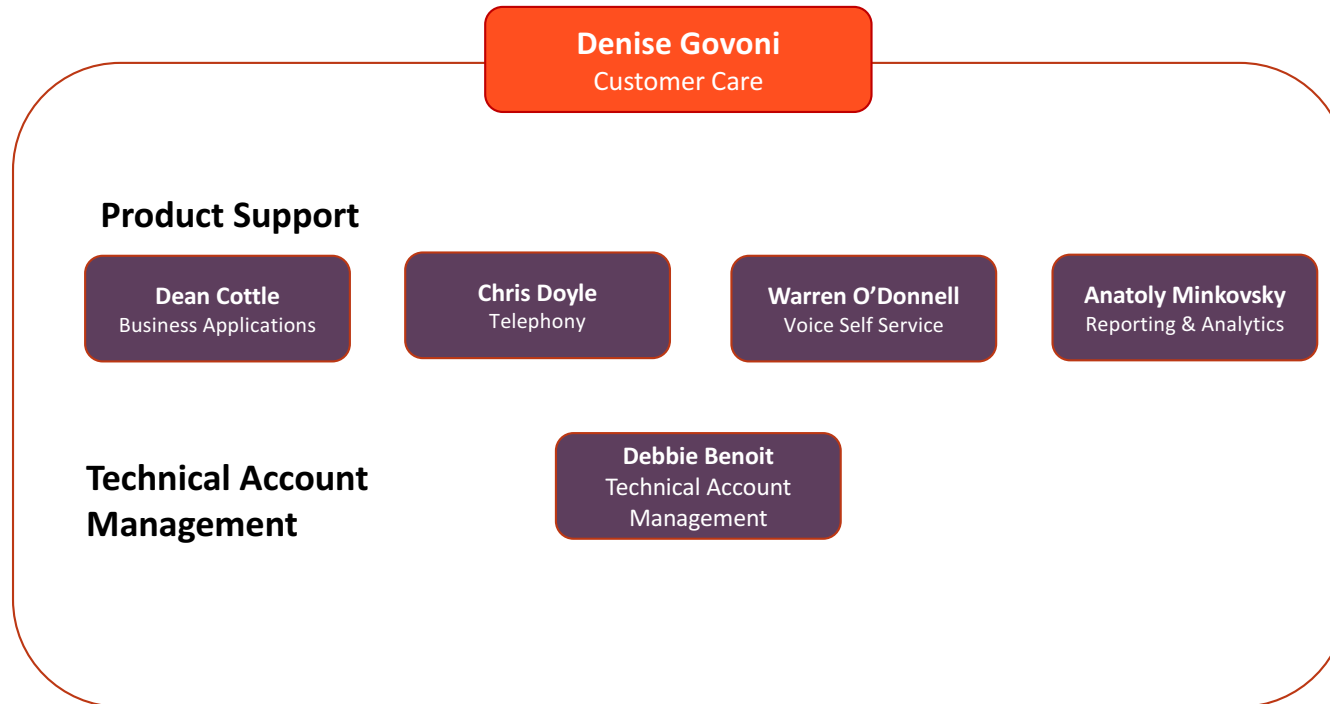 Denise Govoni
Customer Care
Product Support
Dean Cottle
Business Applications
Chris Doyle
Telephony
Warren O’Donnell
Voice Self Service
Anatoly Minkovsky
Reporting & Analytics
Technical Account
Management
Debbie Benoit
Technical Account
Management